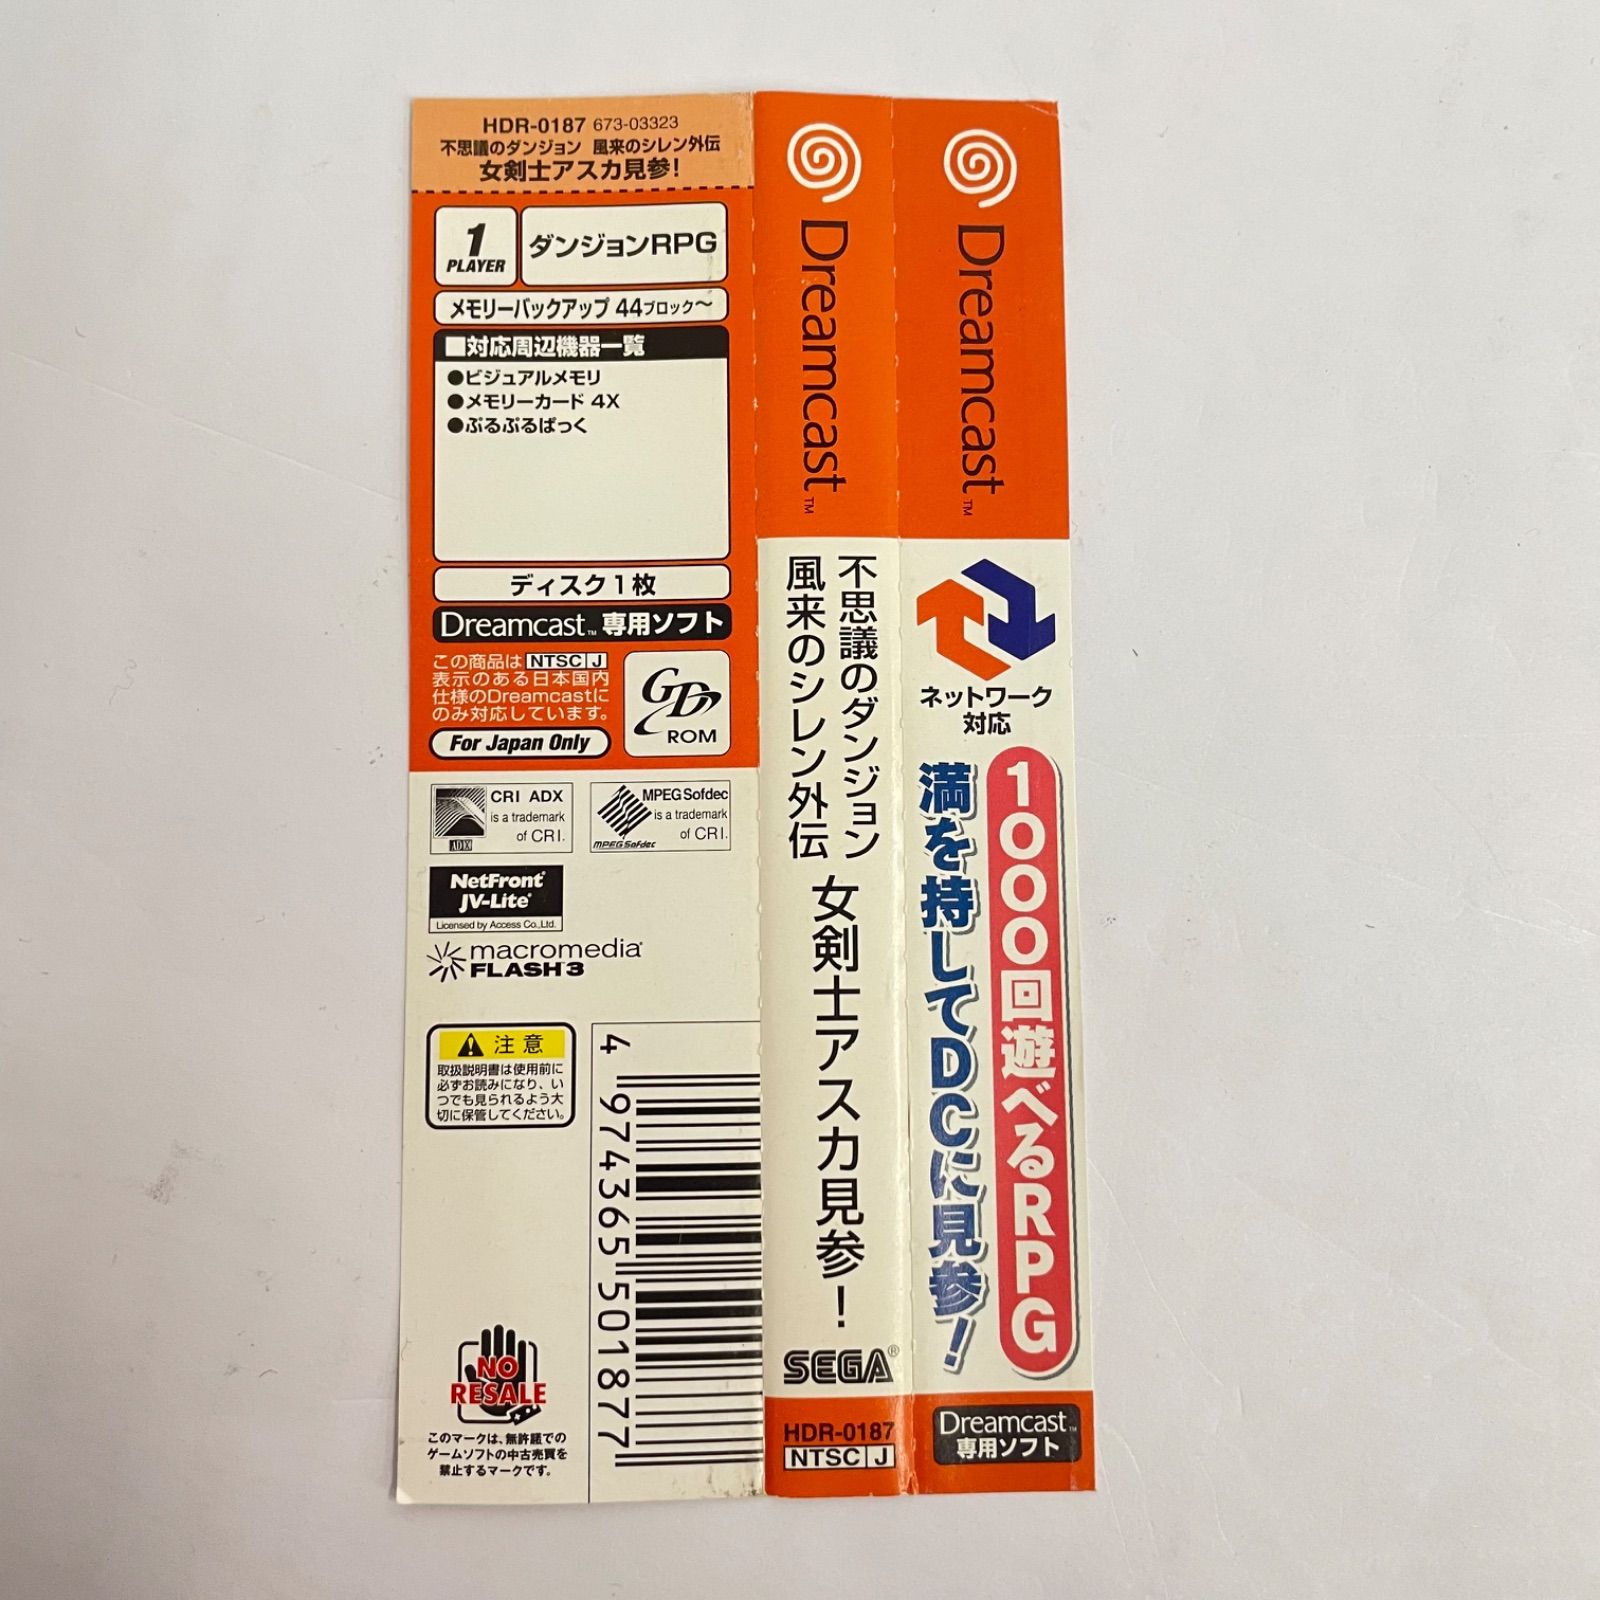 HDR-0187 673-03323
不思議のダンジョン 風来のシレン外伝
女剣士アスカ見参!
1
PLAYER
ダンジョンRPG
メモリーバックアップ 44ブロック〜
■対応周辺機器一覧
●ビジュアルメモリ
●メモリーカード 4X
●ぷるぷるぱっく
ディスク1枚
Dreamcast™ 専用ソフト
この商品は NTSC J
表示のある日本国内
仕様のDreamcastに
のみ対応しています。
For Japan Only
GD
ROM
CRI ADX
is a trademark
of CRI.
ADX
MPEG Sofdec
is a trademark
of CRI.
MPEG Sofdec
NetFront®
JV-Lite®
Licensed by Access Co.,Ltd.
macromedia®
FLASH 3
注意
取扱説明書は使用前に
必ずお読みになり、い
つでも見られるよう大
切に保管してください。
4 974365 501877
NO
RESALE
このマークは、無許諾での
ゲームソフトの中古売買を
禁止するマークです。
Dreamcast™
不思議のダンジョン
風来のシレン外伝
女剣士アスカ見参!
SEGA®
HDR-0187
NTSC J
Dreamcast™
ネットワーク
対応
1000回遊べるRPG
満を持してDCに見参!
Dreamcast™
専用ソフト